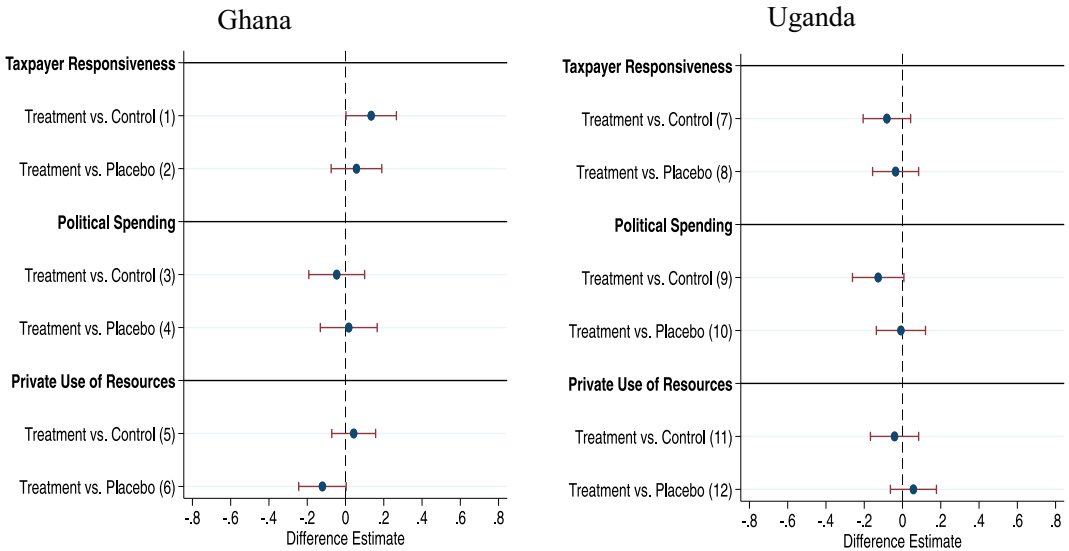 Ghana
Taxpayer Responsiveness
Treatment vs. Control (1)
Treatment vs. Placebo (2)
Political Spending
Treatment vs. Control (3)
Treatment vs. Placebo (4)
Private Use of Resources
Treatment vs. Control (5)
Treatment vs. Placebo (6)
-.8 -.6 -.4 -.2 0 .2 .4 .6 .8
Difference Estimate
Uganda
Taxpayer Responsiveness
Treatment vs. Control (7)
Treatment vs. Placebo (8)
Political Spending
Treatment vs. Control (9)
Treatment vs. Placebo (10)
Private Use of Resources
Treatment vs. Control (11)
Treatment vs. Placebo (12)
-.8 -.6 -.4 -.2 0 .2 .4 .6 .8
Difference Estimate